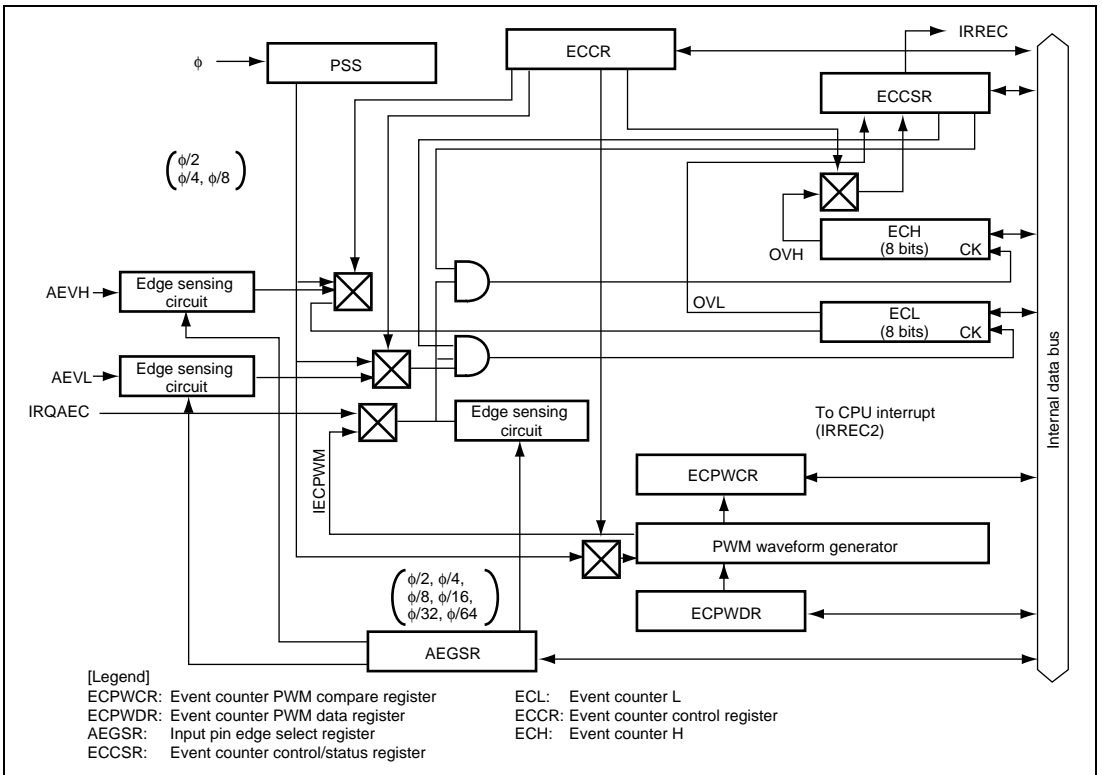 IRREC
ECCR
φ
PSS
ECCSR
φ/2
φ/4, φ/8
ECH
(8 bits)
CK
OVH
Edge sensing
circuit
AEVH
OVL
ECL
(8 bits)
CK
Edge sensing
circuit
AEVL
IRQAEC
Edge sensing
circuit
To CPU interrupt
(IRREC2)
Internal data bus
IECPWM
ECPWCR
PWM waveform generator
φ/2, φ/4,
φ/8, φ/16,
φ/32, φ/64
ECPWDR
AEGSR
[Legend]
ECPWCR: Event counter PWM compare register
ECPWDR: Event counter PWM data register
AEGSR: Input pin edge select register
ECCSR: Event counter control/status register
ECL: Event counter L
ECCR: Event counter control register
ECH: Event counter H